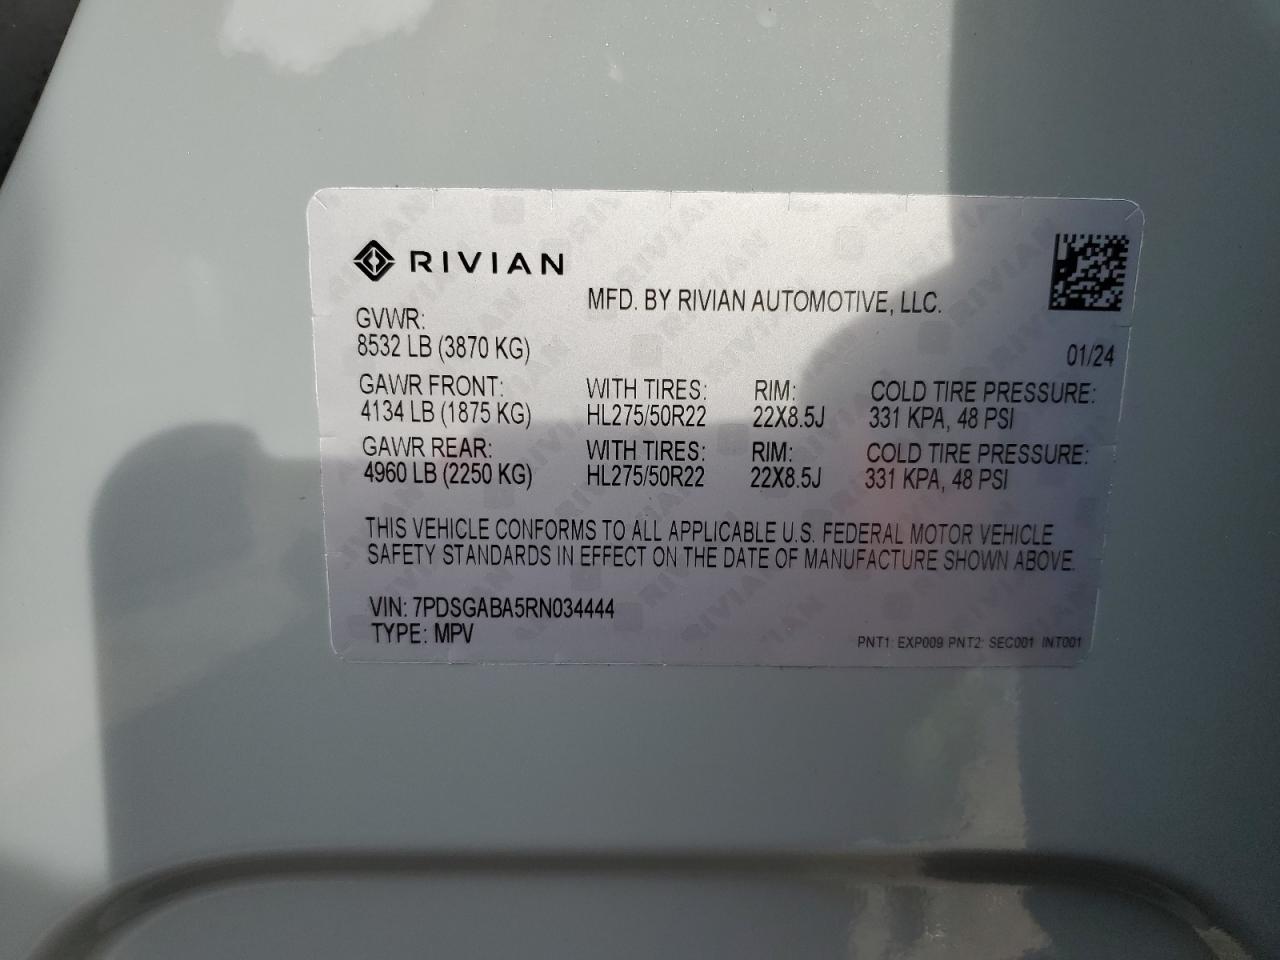 RIVIAN
MFD. BY RIVIAN AUTOMOTIVE, LLC.
GVWR:
8532 LB (3870 KG)
01/24
GAWR FRONT: WITH TIRES: RIM: COLD TIRE PRESSURE:
4134 LB (1875 KG) HL275/50R22 22X8.5J 331 KPA, 48 PSI
GAWR REAR: WITH TIRES: RIM: COLD TIRE PRESSURE:
4960 LB (2250 KG) HL275/50R22 22X8.5J 331 KPA, 48 PSI
THIS VEHICLE CONFORMS TO ALL APPLICABLE U.S. FEDERAL MOTOR VEHICLE
SAFETY STANDARDS IN EFFECT ON THE DATE OF MANUFACTURE SHOWN ABOVE.
VIN: 7PDSGABA5RN034444
TYPE: MPV
PNT1: EXP009 PNT2: SEC001 INT001